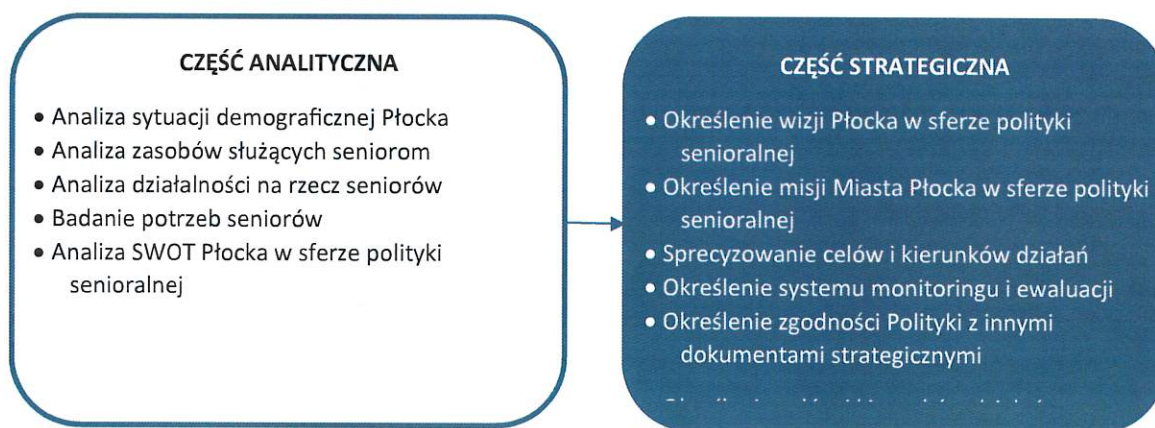 CZĘŚĆ ANALITYCZNA
• Analiza sytuacji demograficznej Płocka
• Analiza zasobów służących seniorom
• Analiza działalności na rzecz seniorów
• Badanie potrzeb seniorów
• Analiza SWOT Płocka w sferze polityki
senioralnej
CZĘŚĆ STRATEGICZNA
• Określenie wizji Płocka w sferze polityki
senioralnej
• Określenie misji Miasta Płocka w sferze polityki
senioralnej
• Sprecyzowanie celów i kierunków działań
• Określenie systemu monitoringu i ewaluacji
• Określenie zgodności Polityki z innymi
dokumentami strategicznymi